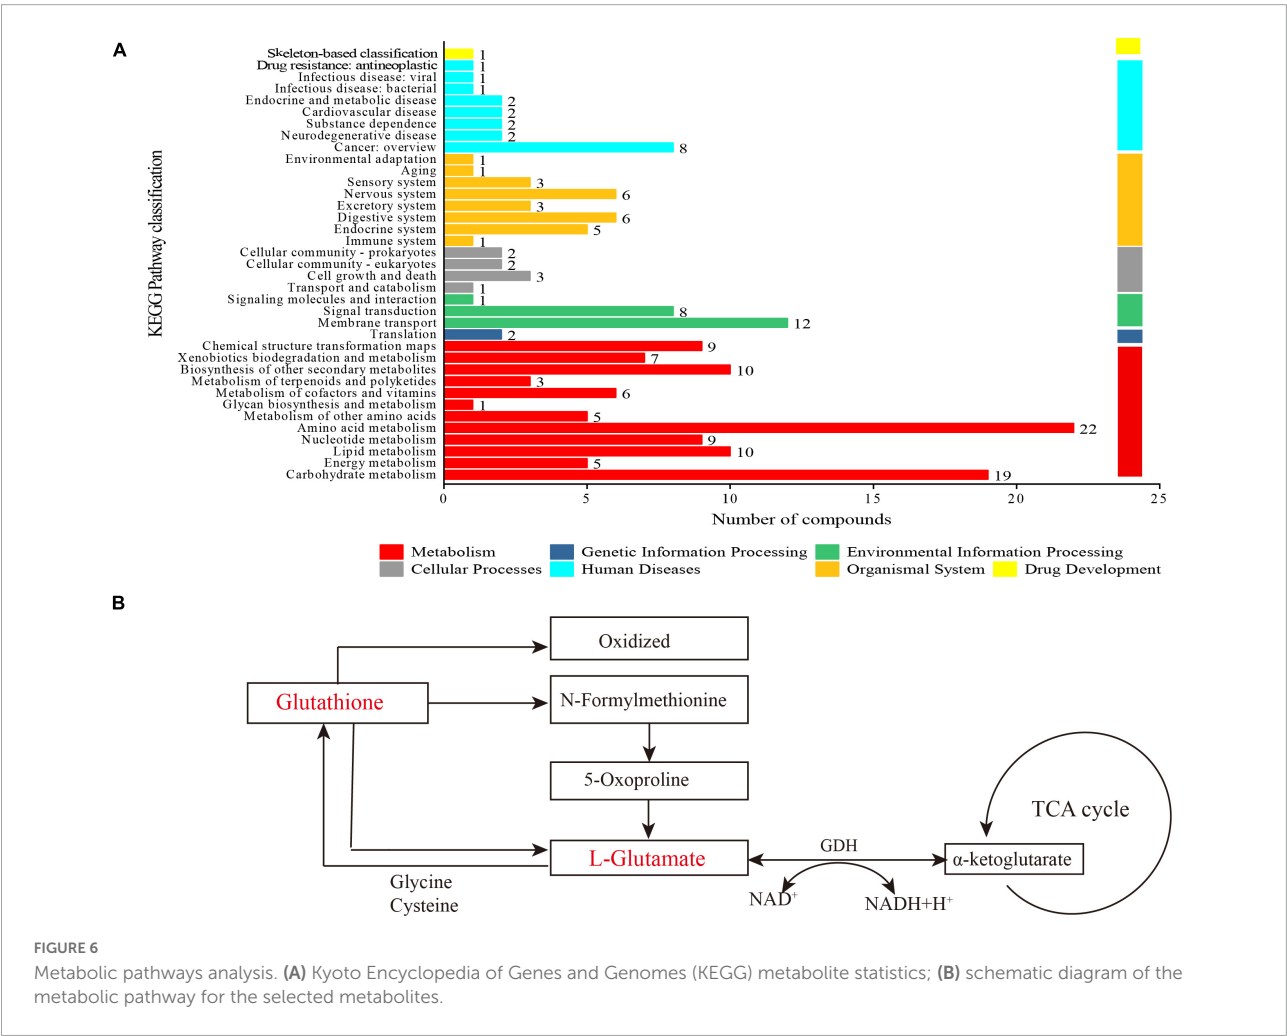 A
KEGG Pathway classification
Skeleton-based classification 1
Drug resistance: antineoplastic 1
Infectious disease: viral 1
Infectious disease: bacterial 1
Endocrine and metabolic disease 2
Cardiovascular disease 2
Substance dependence 2
Neurodegenerative disease 2
Cancer: overview 8
Environmental adaptation 1
Aging 1
Sensory system 3
Nervous system 6
Excretory system 3
Digestive system 6
Endocrine system 5
Immune system 1
Cellular community - prokaryotes 2
Cellular community - eukaryotes 2
Cell growth and death 3
Transport and catabolism 1
Signaling molecules and interaction 1
Signal transduction 8
Membrane transport 12
Translation 2
Chemical structure transformation maps 9
Xenobiotics biodegradation and metabolism 7
Biosynthesis of other secondary metabolites 10
Metabolism of terpenoids and polyketides 3
Metabolism of cofactors and vitamins 6
Glycan biosynthesis and metabolism 1
Metabolism of other amino acids 5
Amino acid metabolism 22
Nucleotide metabolism 9
Lipid metabolism 10
Energy metabolism 5
Carbohydrate metabolism 19
0 5 10 15 20 25
Number of compounds
Metabolism Genetic Information Processing Environmental Information Processing
Cellular Processes Human Diseases Organismal System Drug Development
B
Oxidized
Glutathione
N-Formylmethionine
5-Oxoproline
TCA cycle
L-Glutamate
GDH
α-ketoglutarate
Glycine
Cysteine
NAD⁺
NADH+H⁺
FIGURE 6
Metabolic pathways analysis. (A) Kyoto Encyclopedia of Genes and Genomes (KEGG) metabolite statistics; (B) schematic diagram of the
metabolic pathway for the selected metabolites.